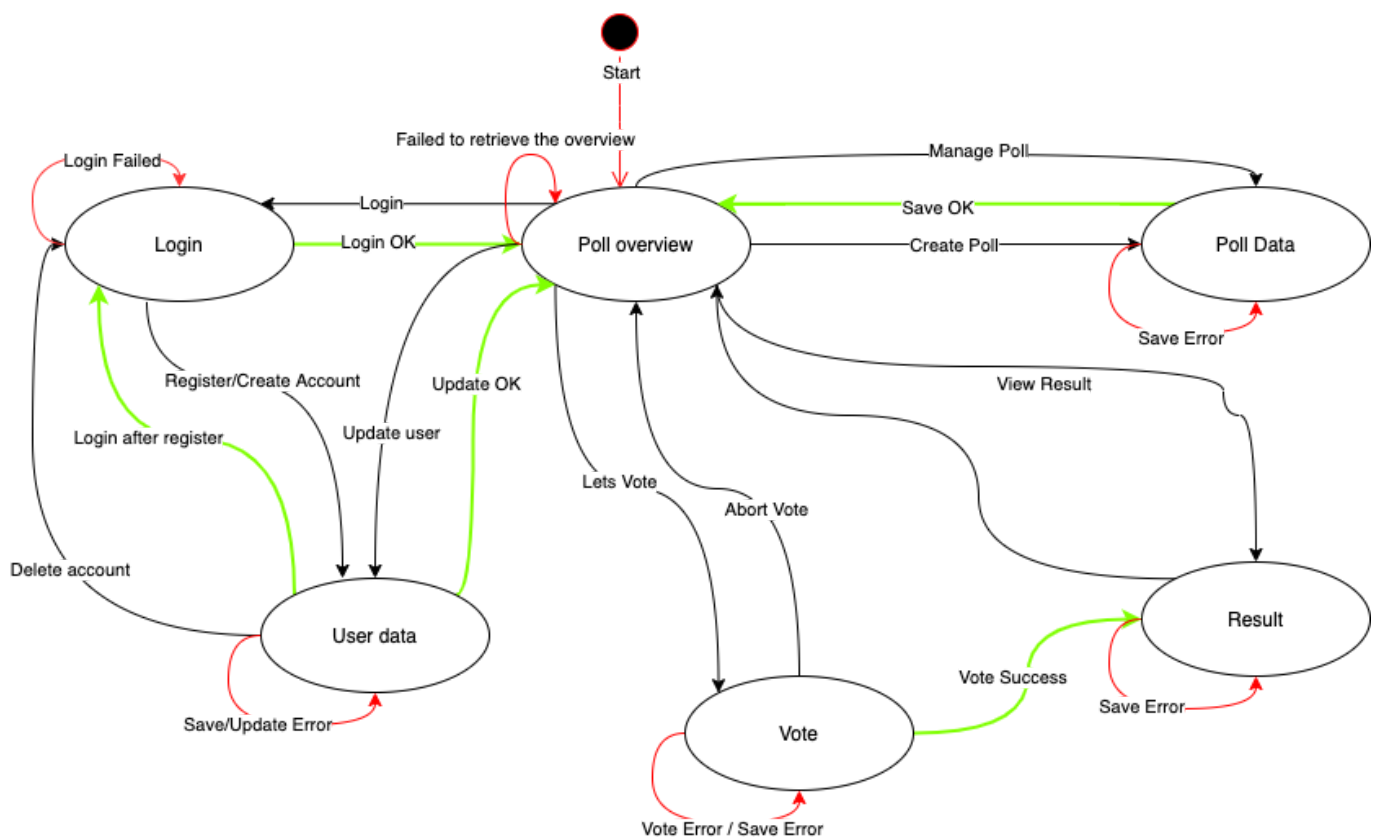 Start
Failed to retrieve the overview
Manage Poll
Login Failed
Login
Save OK
Login
Login OK
Poll overview
Create Poll
Poll Data
Save Error
Register/Create Account
Update OK
View Result
Login after register
Update user
Lets Vote
Abort Vote
Delete account
User data
Result
Vote Success
Save Error
Save/Update Error
Vote
Vote Error / Save Error